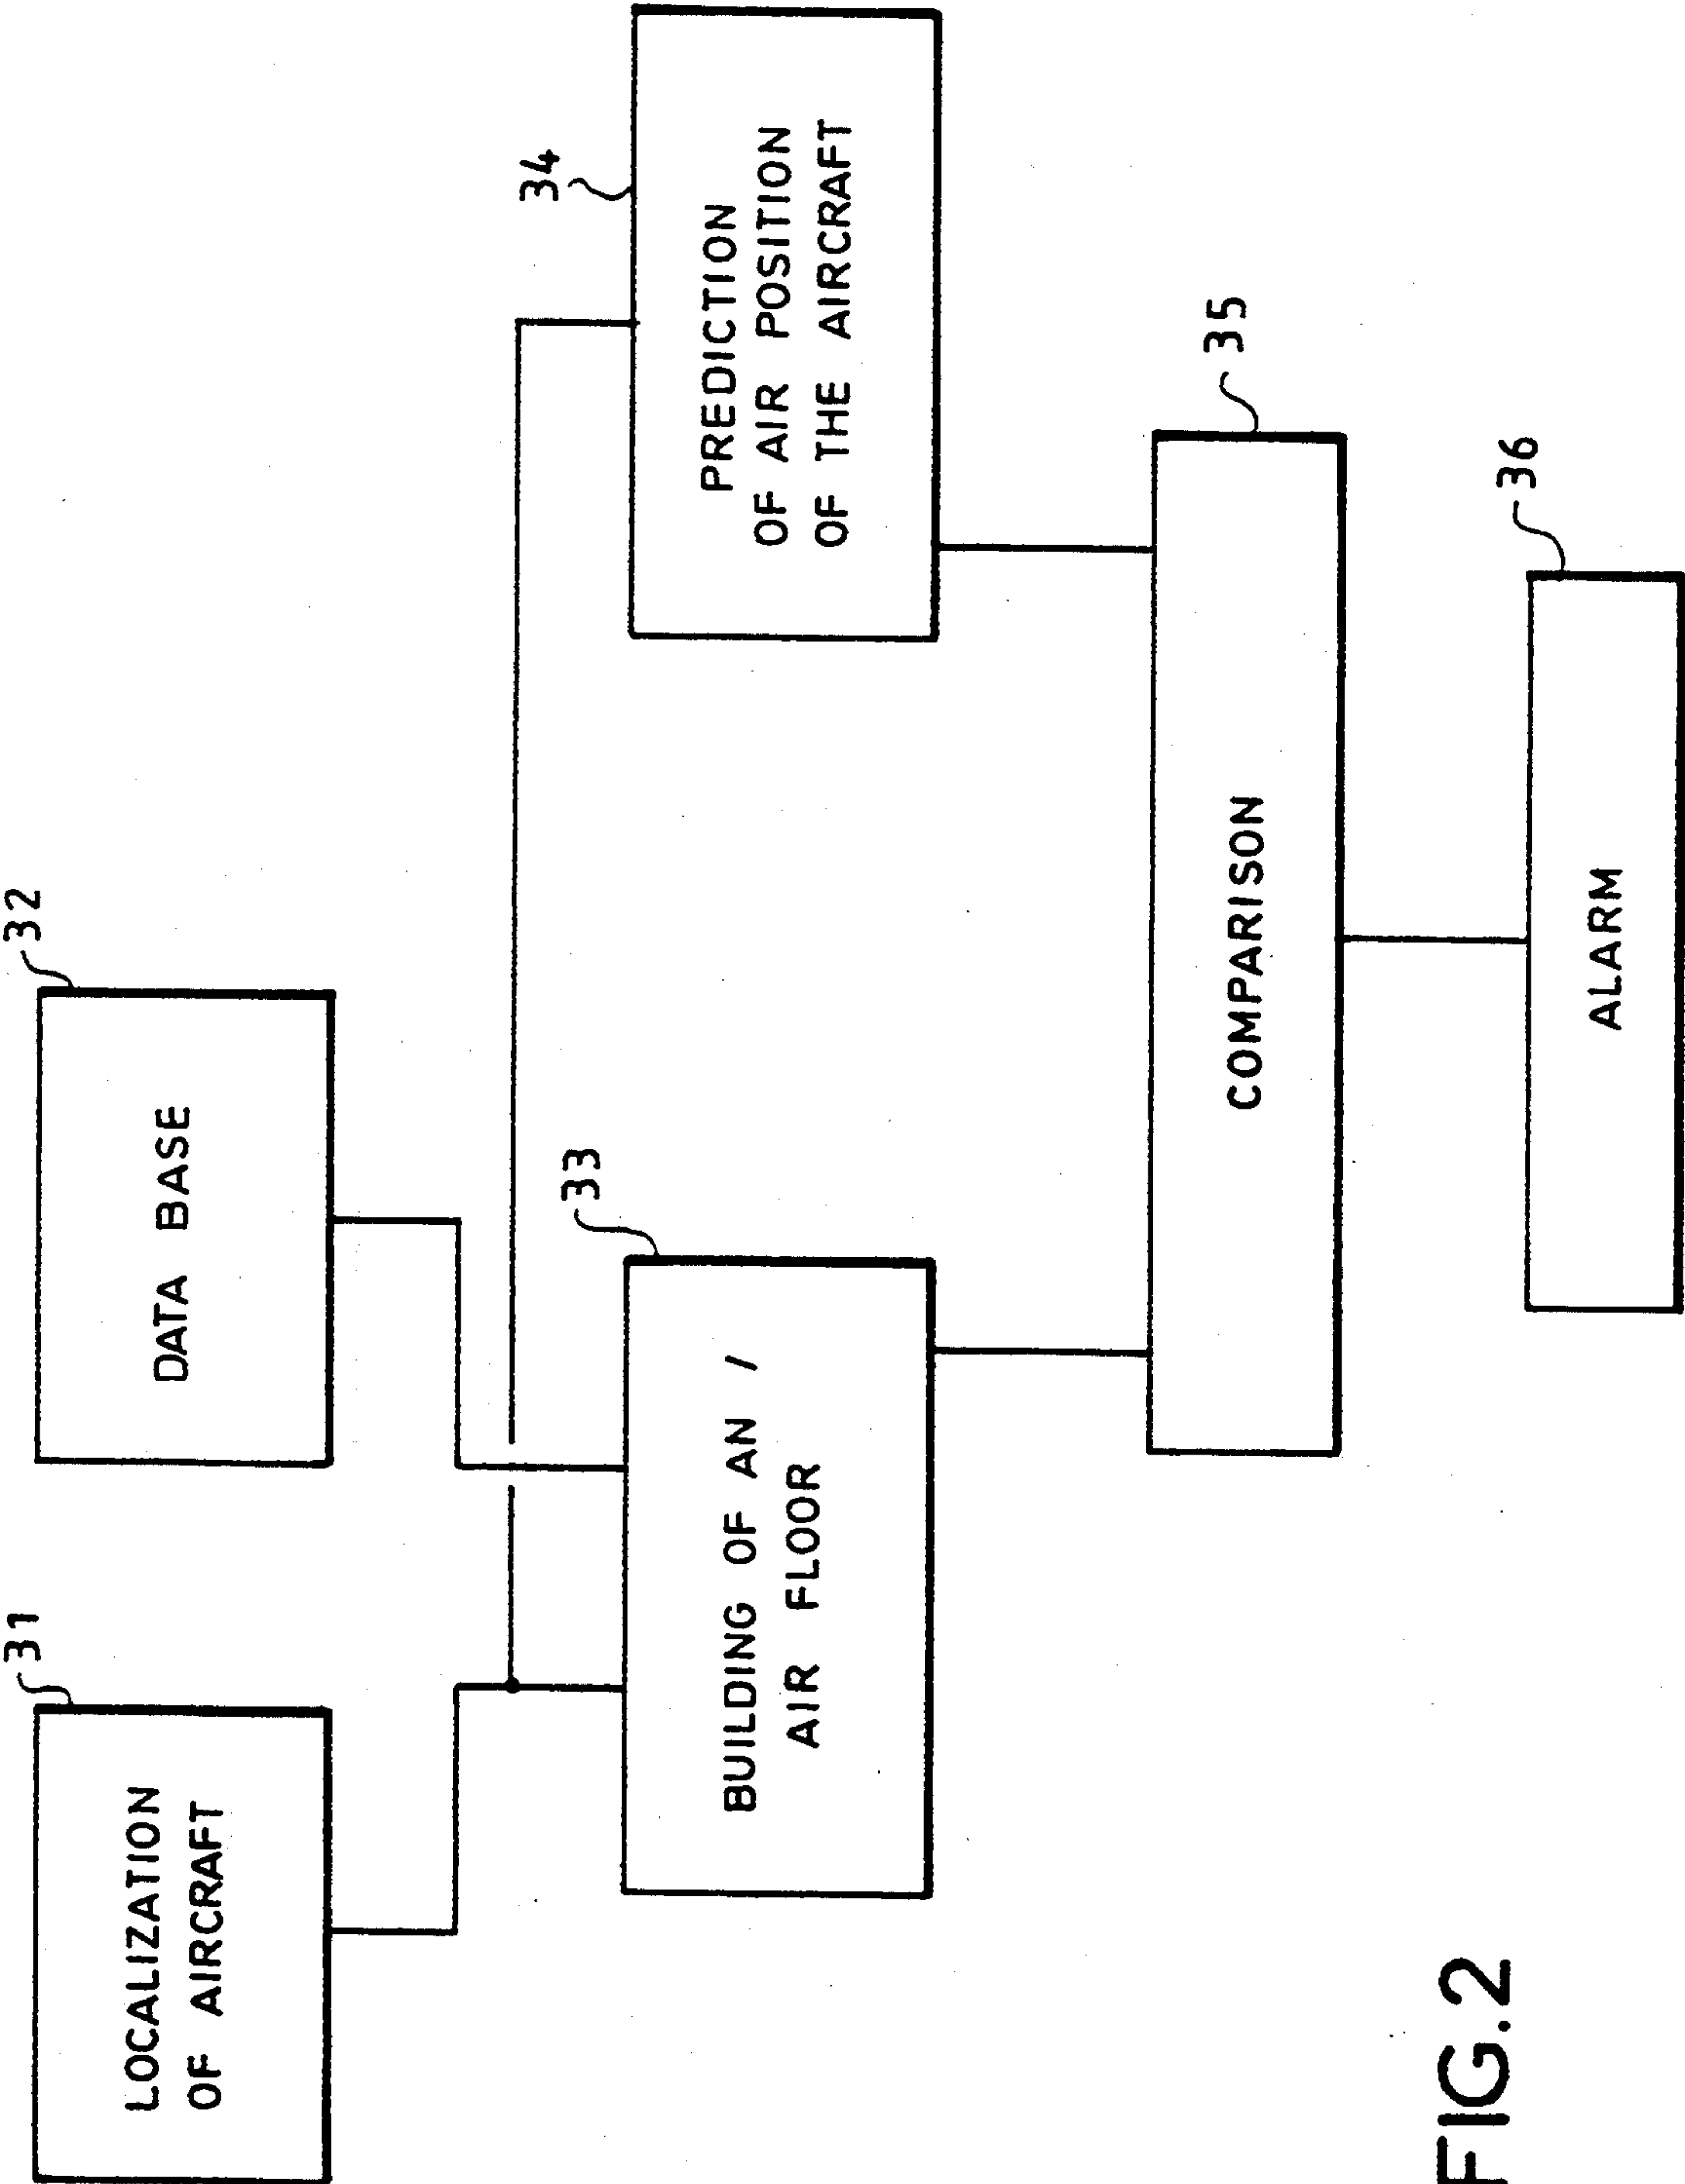 31
LOCALIZATION
OF AIRCRAFT
32
DATA BASE
33
BUILDING OF AN /
AIR FLOOR
34
PREDICTION
OF AIR POSITION
OF THE AIRCRAFT
35
COMPARISON
36
ALARM
FIG.2